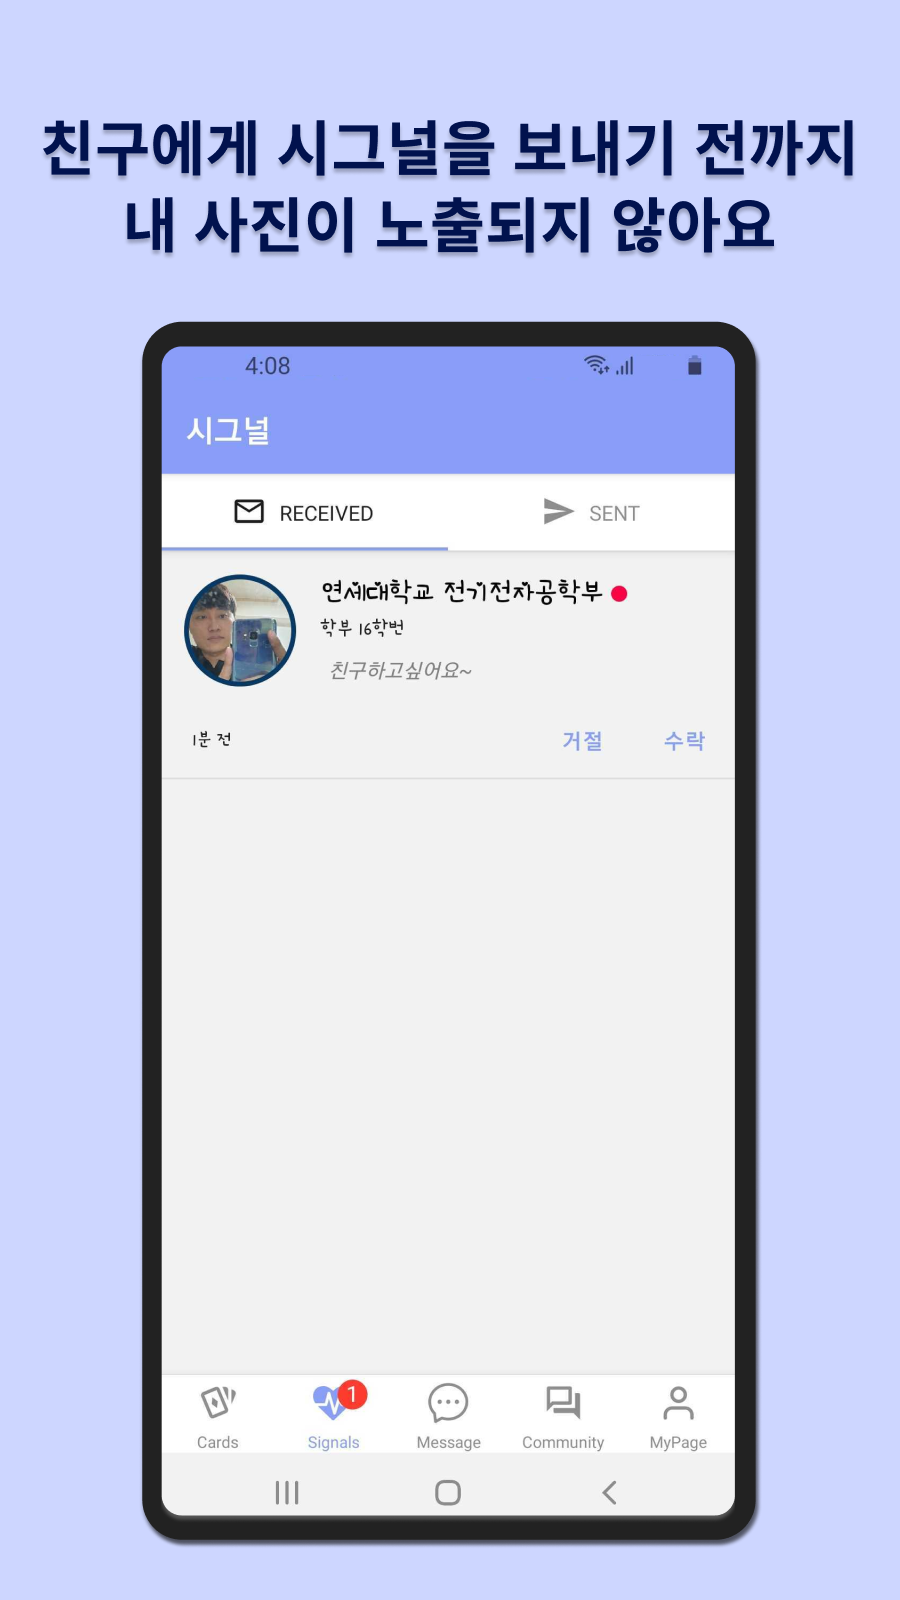 친구에게 시그널을 보내기 전까지
내 사진이 노출되지 않아요
4:08
시그널
RECEIVED
SENT
연세대학교 전기전자공학부
학부 16학번
친구하고싶어요~
1분 전
거절
수락
1
Cards
Signals
Message
Community
MyPage